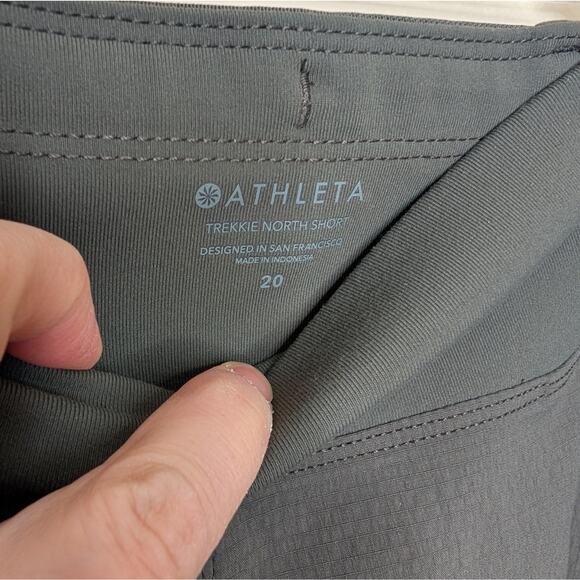 ATHLETA
TREKKIE NORTH SHORT
DESIGNED IN SAN FRANCISCO
MADE IN INDONESIA
20